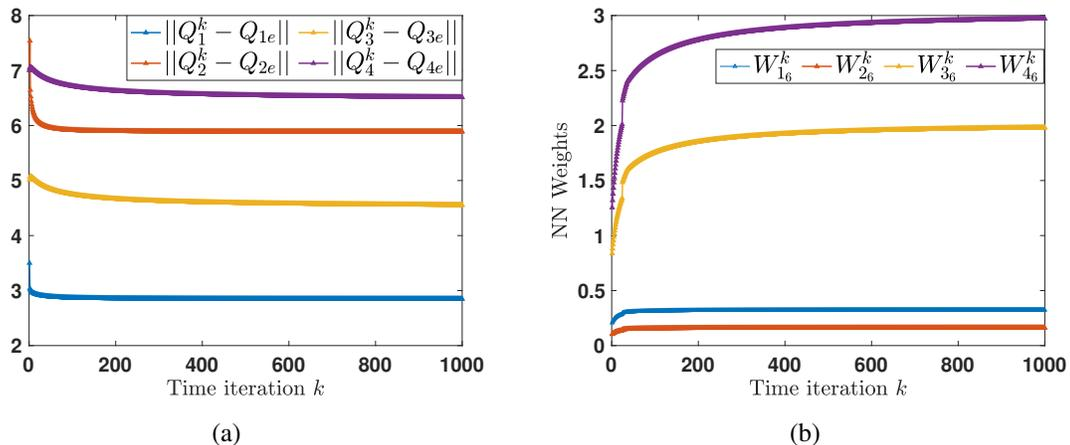 8
7
6
5
4
3
2
0
200
400
600
800
1000
Time iteration k
||Q_1^k − Q_{1e}||
||Q_3^k − Q_{3e}||
||Q_2^k − Q_{2e}||
||Q_4^k − Q_{4e}||
(a)
NN Weights
3
2.5
2
1.5
1
0.5
0
0
200
400
600
800
1000
Time iteration k
W_{1_6}^k
W_{2_6}^k
W_{3_6}^k
W_{4_6}^k
(b)